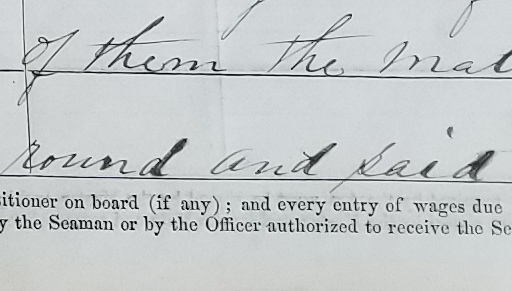 of them the Mat
round and said
itioner on board (if any); and every entry of wages due
y the Seaman or by the Officer authorized to receive the Se